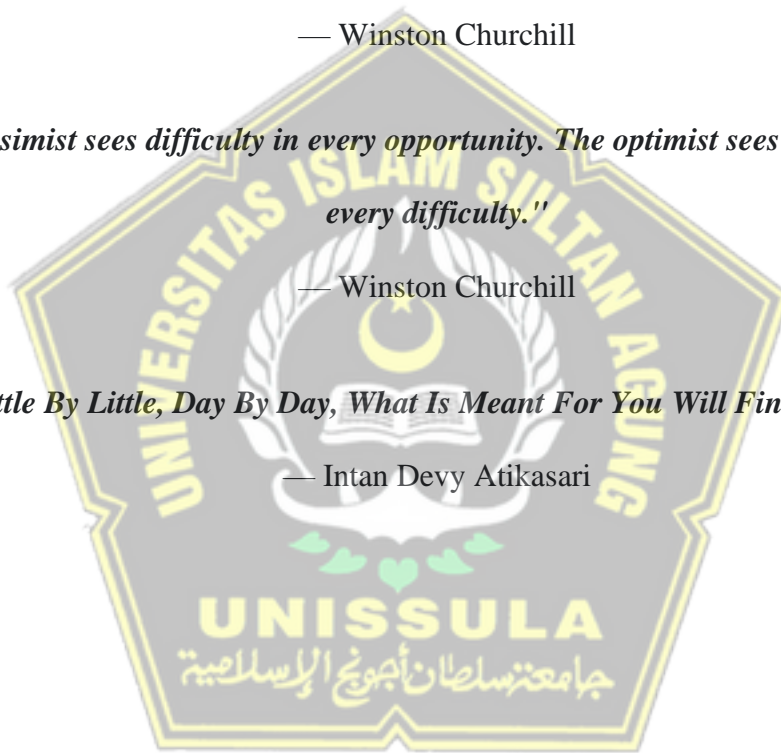 — Winston Churchill
simist sees difficulty in every opportunity. The optimist sees
every difficulty."
— Winston Churchill
ttle By Little, Day By Day, What Is Meant For You Will Fin
— Intan Devy Atikasari
UNIVERSITAS ISLAM SULTAN AGUNG
UNISSULA
جامعتسلطان أجونج الإسلامية